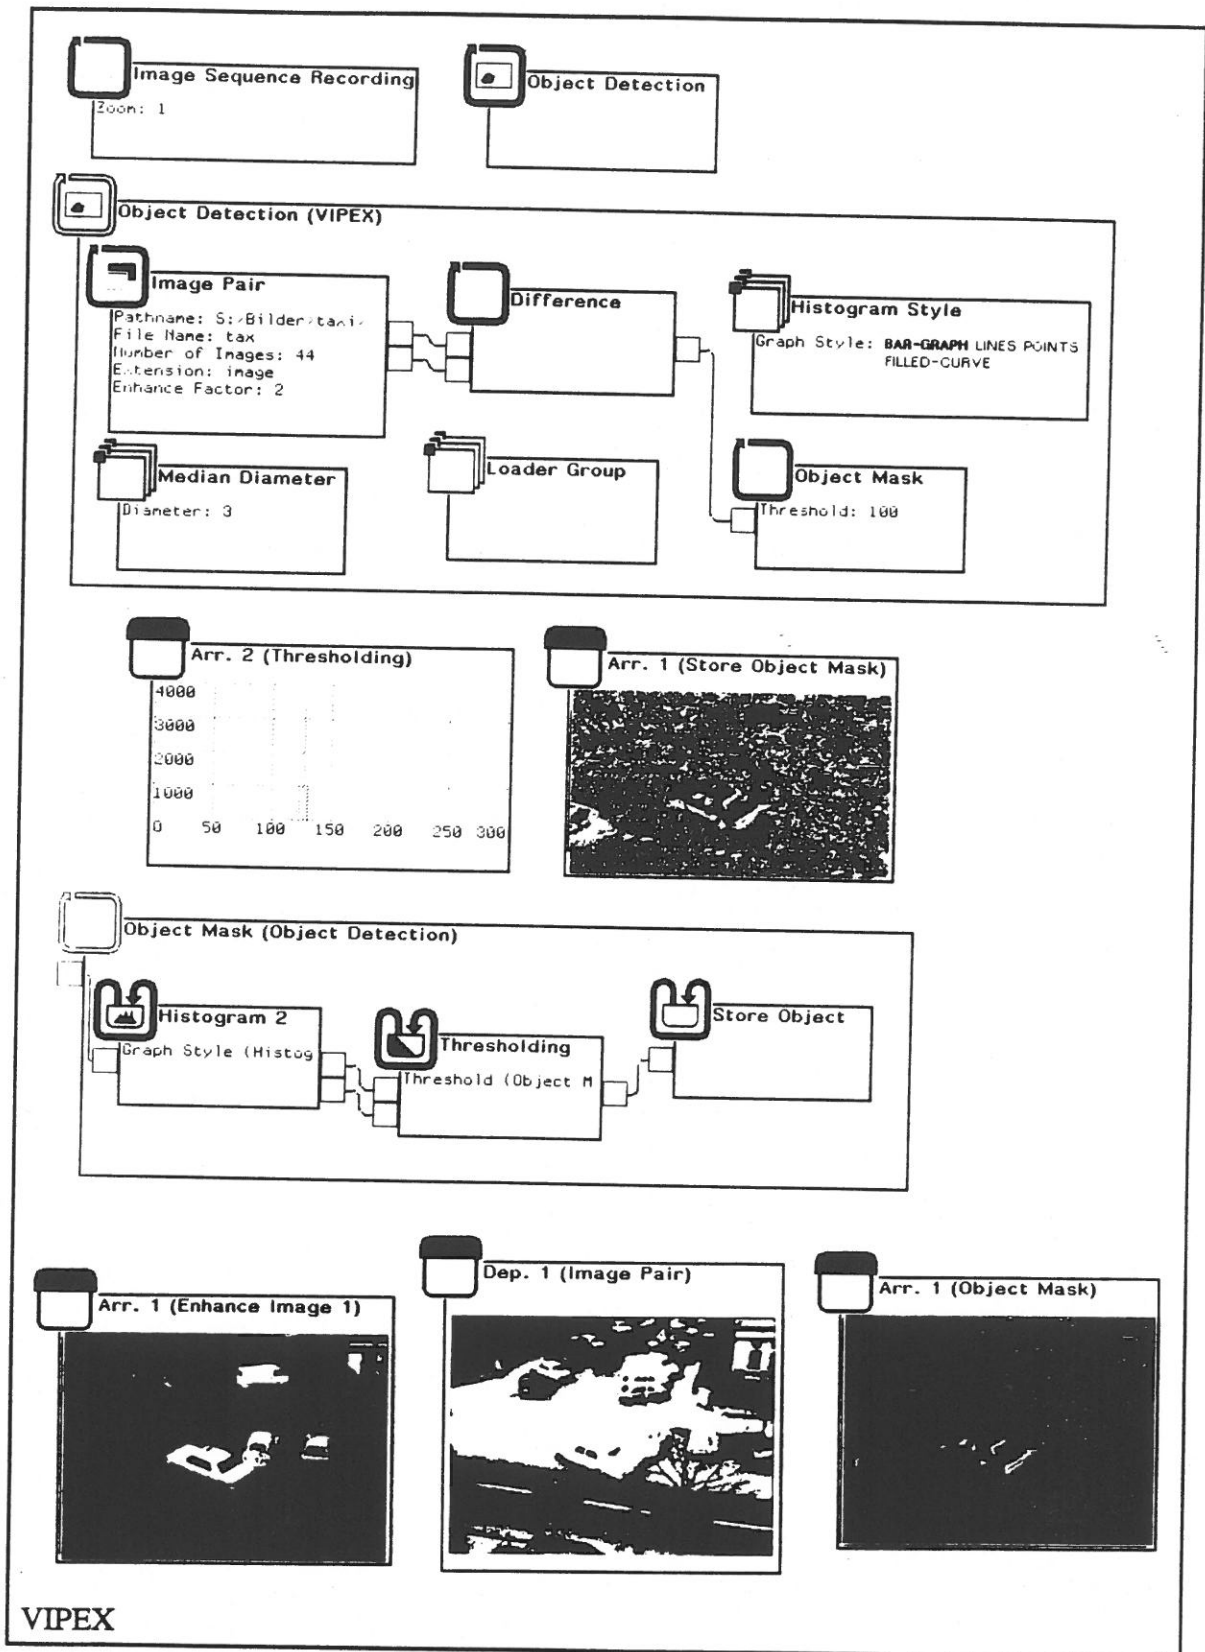 Image Sequence Recording
Zoom: 1
Object Detection
Object Detection (VIPEX)
Image Pair
Pathname: S:>Bilder>taxi>
File Name: tax
Number of Images: 44
Extension: image
Enhance Factor: 2
Difference
Histogram Style
Graph Style: BAR-GRAPH LINES POINTS
FILLED-CURVE
Median Diameter
Diameter: 3
Loader Group
Object Mask
Threshold: 100
Arr. 2 (Thresholding)
4000
3000
2000
1000
0 50 100 150 200 250 300
Arr. 1 (Store Object Mask)
Object Mask (Object Detection)
Histogram 2
Graph Style (Histog
Thresholding
Threshold (Object M
Store Object
Arr. 1 (Enhance Image 1)
Dep. 1 (Image Pair)
Arr. 1 (Object Mask)
VIPEX